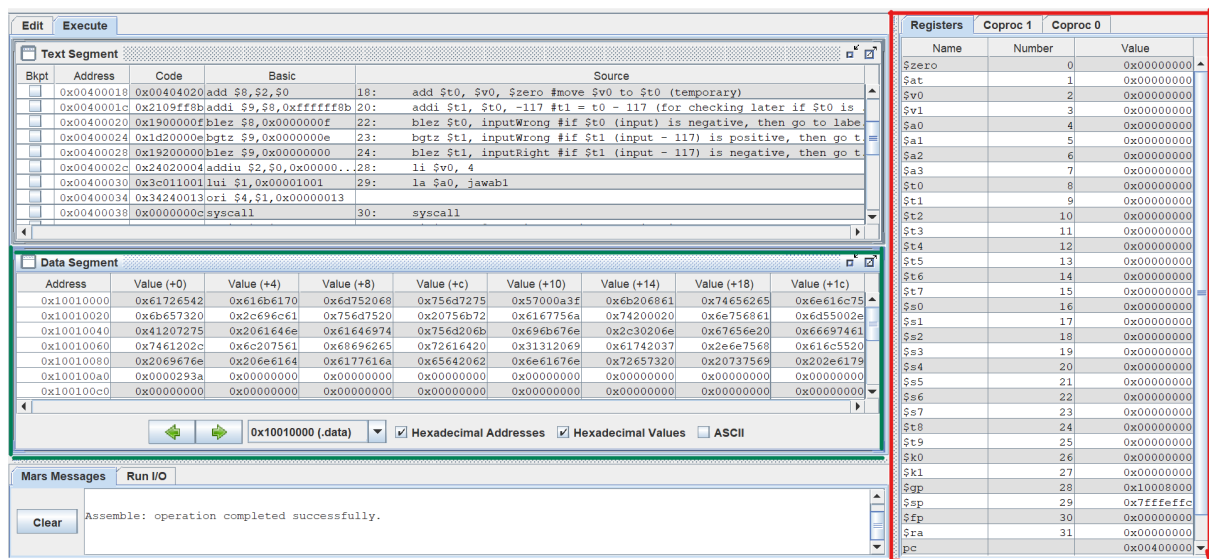 Edit Execute
Text Segment
Bkpt Address Code Basic Source
0x00400018 0x00404020 add $8,$2,$0 18: add $t0, $v0, $zero #move $v0 to $t0 (temporary)
0x0040001c 0x2109ff8b addi $9,$8,0xffffff8b 20: addi $t1, $t0, -117 #t1 = t0 - 117 (for checking later if $t0 is .
0x00400020 0x1900000f blez $8,0x0000000f 22: blez $t0, inputWrong #if $t0 (input) is negative, then go to labe.
0x00400024 0x1d20000e bgtz $9,0x0000000e 23: bgtz $t1, inputWrong #if $t1 (input - 117) is positive, then go t.
0x00400028 0x19200000 blez $9,0x00000000 24: blez $t1, inputRight #if $t1 (input - 117) is negative, then go t.
0x0040002c 0x24020004 addiu $2,$0,0x00000... 28: li $v0, 4
0x00400030 0x3c011001 lui $1,0x00001001 29: la $a0, jawab1
0x00400034 0x34240013 ori $4,$1,0x00000013
0x00400038 0x0000000c syscall 30: syscall
Data Segment
Address Value (+0) Value (+4) Value (+8) Value (+c) Value (+10) Value (+14) Value (+18) Value (+1c)
0x10010000 0x61726542 0x616b6170 0x6d752068 0x756d7275 0x57000a3f 0x6b206861 0x74656265 0x6e616c75
0x10010020 0x6b657320 0x2c696c61 0x756d7520 0x20756b72 0x6167756a 0x74200020 0x6e756861 0x6d55002e
0x10010040 0x41207275 0x2061646e 0x61646974 0x756d206b 0x696b676e 0x2c30206e 0x67656e20 0x66697461
0x10010060 0x7461202c 0x6c207561 0x68696265 0x72616420 0x31312069 0x61742037 0x2e6e7568 0x616c5520
0x10010080 0x2069676e 0x206e6164 0x6177616a 0x65642062 0x6e61676e 0x72657320 0x20737569 0x202e6179
0x100100a0 0x0000293a 0x00000000 0x00000000 0x00000000 0x00000000 0x00000000 0x00000000 0x00000000
0x100100c0 0x00000000 0x00000000 0x00000000 0x00000000 0x00000000 0x00000000 0x00000000 0x00000000
0x10010000 (.data) Hexadecimal Addresses Hexadecimal Values ASCII
Mars Messages Run I/O
Clear
Assemble: operation completed successfully.
Registers Coproc 1 Coproc 0
Name Number Value
$zero 0 0x00000000
$at 1 0x00000000
$v0 2 0x00000000
$v1 3 0x00000000
$a0 4 0x00000000
$a1 5 0x00000000
$a2 6 0x00000000
$a3 7 0x00000000
$t0 8 0x00000000
$t1 9 0x00000000
$t2 10 0x00000000
$t3 11 0x00000000
$t4 12 0x00000000
$t5 13 0x00000000
$t6 14 0x00000000
$t7 15 0x00000000
$s0 16 0x00000000
$s1 17 0x00000000
$s2 18 0x00000000
$s3 19 0x00000000
$s4 20 0x00000000
$s5 21 0x00000000
$s6 22 0x00000000
$s7 23 0x00000000
$t8 24 0x00000000
$t9 25 0x00000000
$k0 26 0x00000000
$k1 27 0x00000000
$gp 28 0x10008000
$sp 29 0x7fffeffc
$fp 30 0x00000000
$ra 31 0x00000000
pc 0x00400000